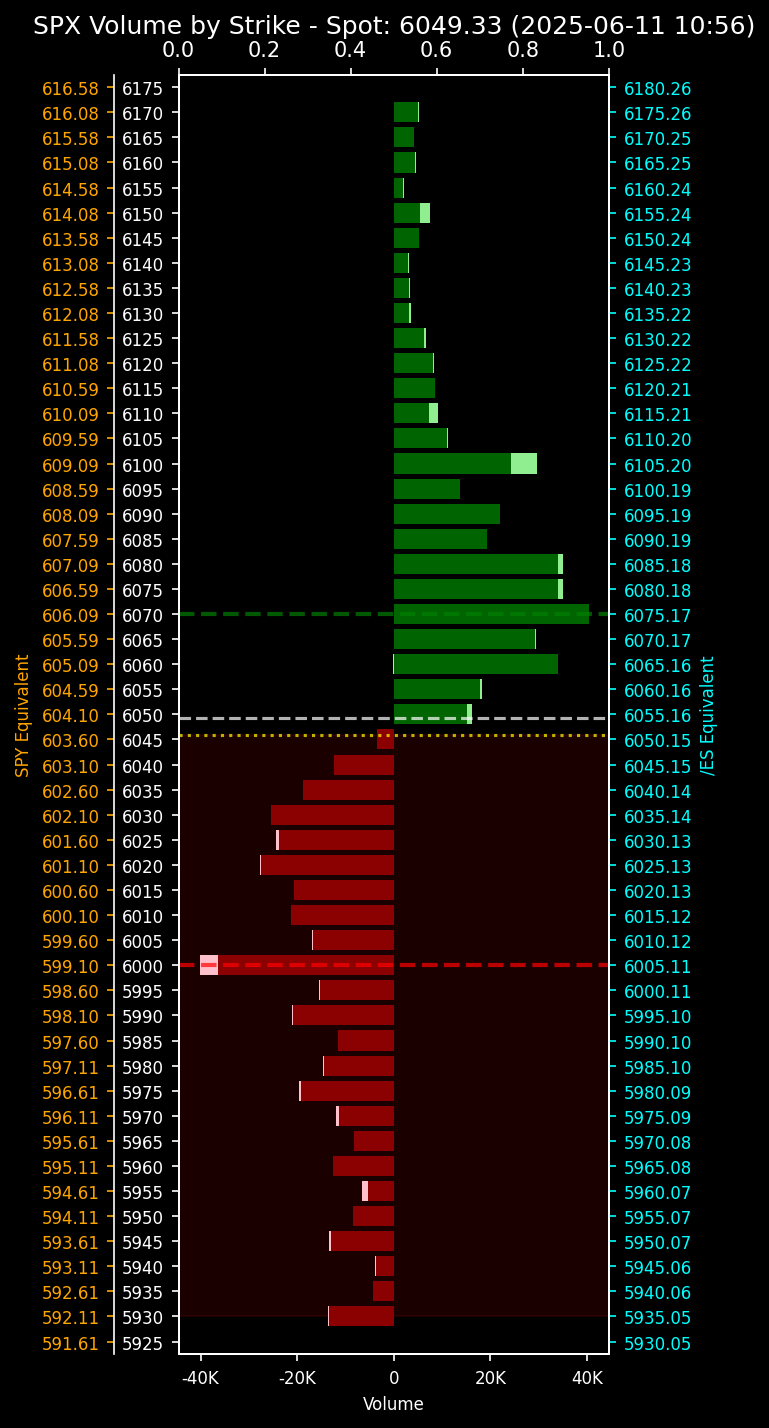 SPX Volume by Strike - Spot: 6049.33 (2025-06-11 10:56)
0.0 0.2 0.4 0.6 0.8 1.0
616.58 6175 6180.26
616.08 6170 6175.26
615.58 6165 6170.25
615.08 6160 6165.25
614.58 6155 6160.24
614.08 6150 6155.24
613.58 6145 6150.24
613.08 6140 6145.23
612.58 6135 6140.23
612.08 6130 6135.22
611.58 6125 6130.22
611.08 6120 6125.22
610.59 6115 6120.21
610.09 6110 6115.21
609.59 6105 6110.20
609.09 6100 6105.20
608.59 6095 6100.19
608.09 6090 6095.19
607.59 6085 6090.19
607.09 6080 6085.18
606.59 6075 6080.18
606.09 6070 6075.17
605.59 6065 6070.17
605.09 6060 6065.16
604.59 6055 6060.16
604.10 6050 6055.16
603.60 6045 6050.15
603.10 6040 6045.15
602.60 6035 6040.14
602.10 6030 6035.14
601.60 6025 6030.13
601.10 6020 6025.13
600.60 6015 6020.13
600.10 6010 6015.12
599.60 6005 6010.12
599.10 6000 6005.11
598.60 5995 6000.11
598.10 5990 5995.10
597.60 5985 5990.10
597.11 5980 5985.10
596.61 5975 5980.09
596.11 5970 5975.09
595.61 5965 5970.08
595.11 5960 5965.08
594.61 5955 5960.07
594.11 5950 5955.07
593.61 5945 5950.07
593.11 5940 5945.06
592.61 5935 5940.06
592.11 5930 5935.05
591.61 5925 5930.05
SPY Equivalent
/ES Equivalent
-40K -20K 0 20K 40K
Volume